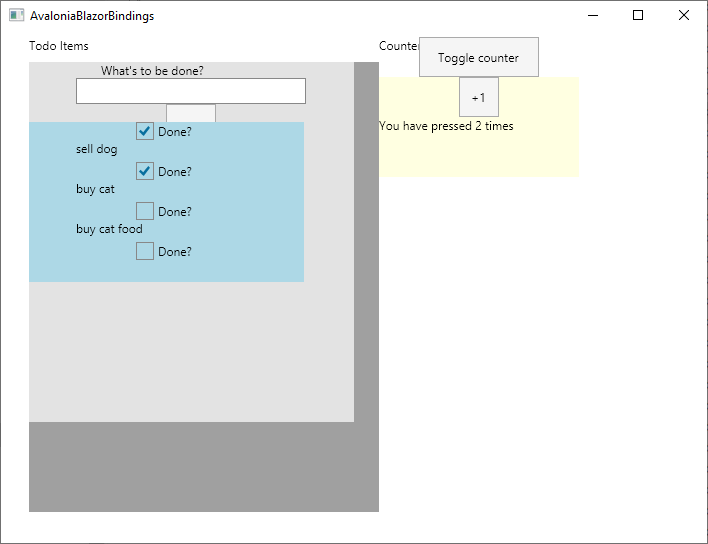 AvaloniaBlazorBindings
Todo Items
What's to be done?
Done?
sell dog
Done?
buy cat
Done?
buy cat food
Done?
Counter
Toggle counter
+1
You have pressed 2 times